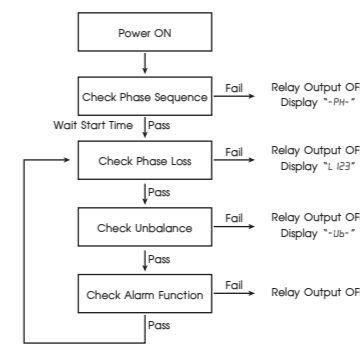 Power ON
Check Phase Sequence
Fail
Relay Output OF
Display "-PH-"
Wait Start Time
Pass
Check Phase Loss
Fail
Relay Output OF
Display "L 123"
Pass
Check Unbalance
Fail
Relay Output OF
Display "-Ub-"
Pass
Check Alarm Function
Fail
Relay Output OF
Pass